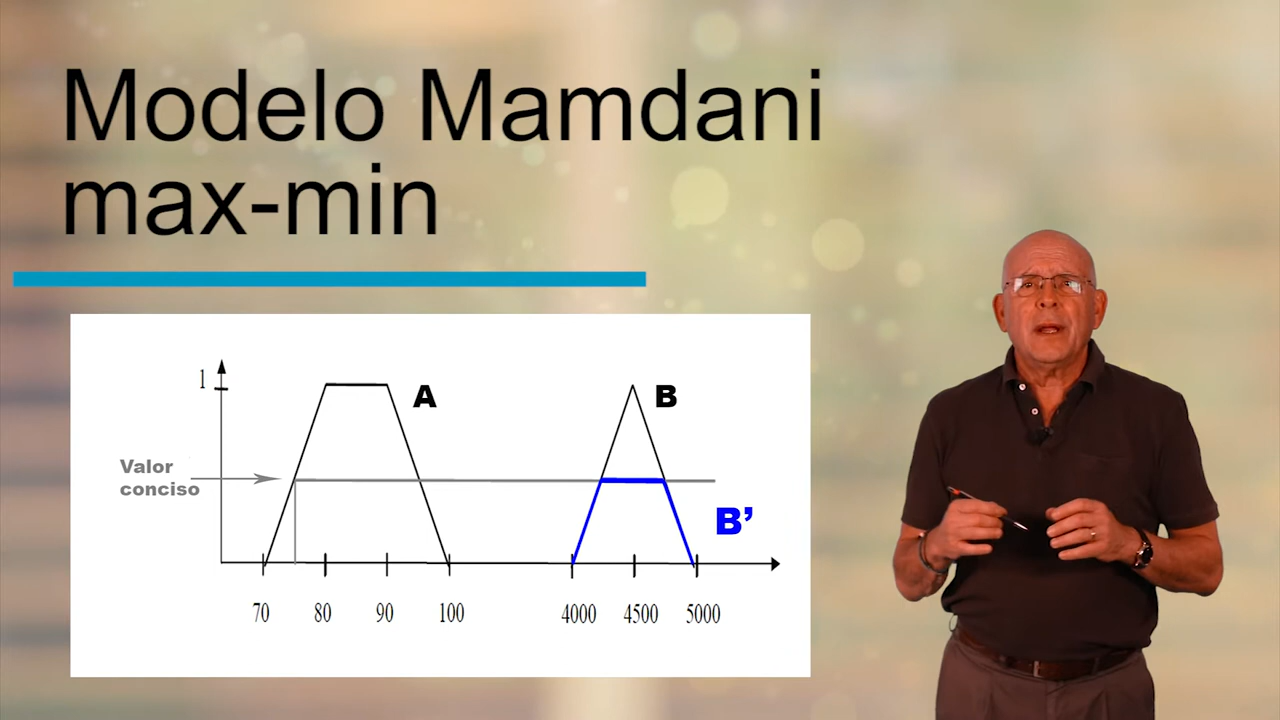 Modelo Mamdani
max-min
1
A
B
Valor
conciso
B’
70 80 90 100 4000 4500 5000